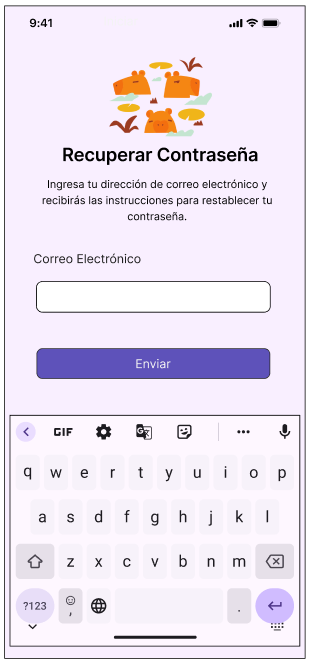 9:41
Recuperar Contraseña
Ingresa tu dirección de correo electrónico y
recibirás las instrucciones para restablecer tu
contraseña.
Correo Electrónico
Enviar
GIF
q w e r t y u i o p
a s d f g h j k l
z x c v b n m
?123 , .